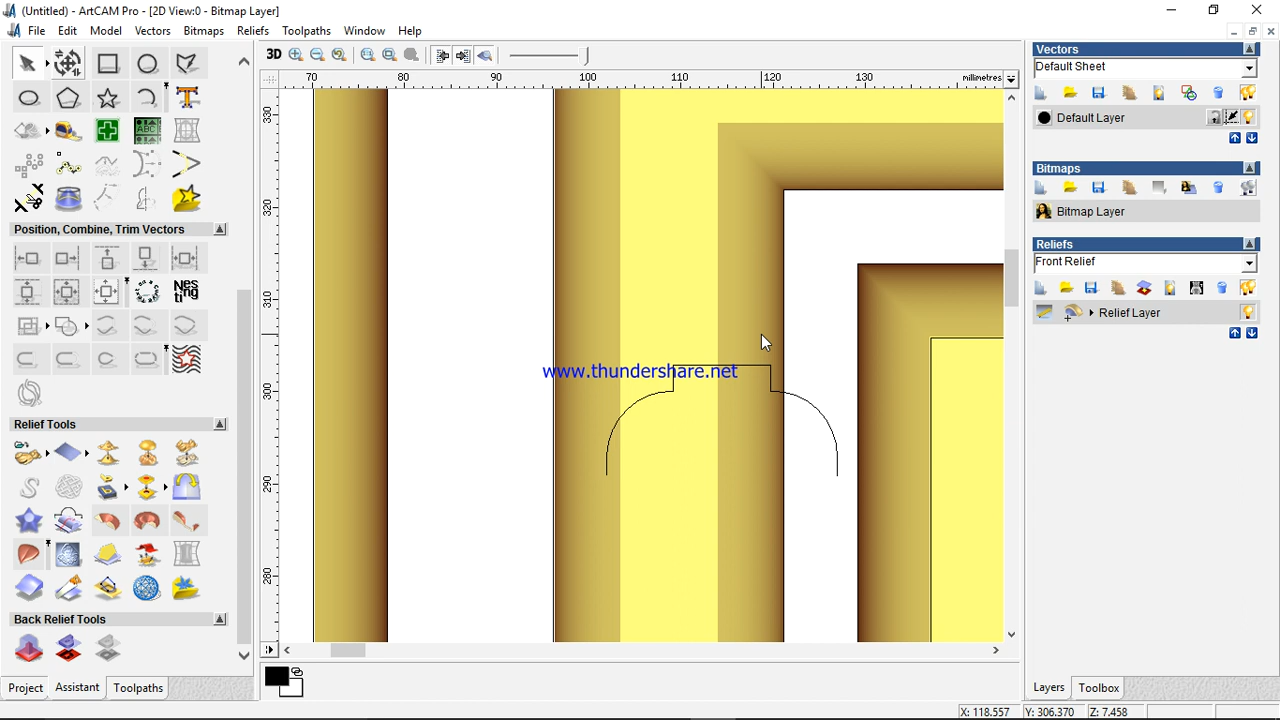 (Untitled) - ArtCAM Pro - [2D View:0 - Bitmap Layer]
File Edit Model Vectors Bitmaps Reliefs Toolpaths Window Help
3D
70 80 90 100 110 120 130 millimetres
330
320
310
300
290
280
ABC
Position, Combine, Trim Vectors
Nes
ting
Relief Tools
Back Relief Tools
Project Assistant Toolpaths
www.thundershare.net
Vectors
Default Sheet
Default Layer
Bitmaps
Bitmap Layer
Reliefs
Front Relief
Relief Layer
Layers Toolbox
X: 118.557 Y: 306.370 Z: 7.458